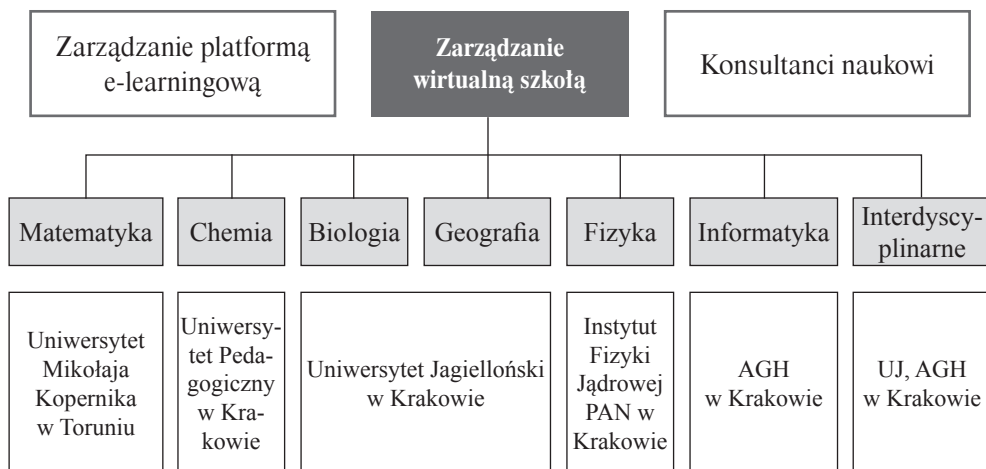 Zarządzanie platformą
e-learningową
Zarządzanie
wirtualną szkołą
Konsultanci naukowi
Matematyka
Chemia
Biologia
Geografia
Fizyka
Informatyka
Interdyscy-
plinarne
Uniwersytet
Mikołaja
Kopernika
w Toruniu
Uniwersy-
tet Peda-
gogiczny
w Kra-
kowie
Uniwersytet Jagielloński
w Krakowie
Instytut
Fizyki
Jądrowej
PAN w
Krakowie
AGH
w Krakowie
UJ, AGH
w Krakowie